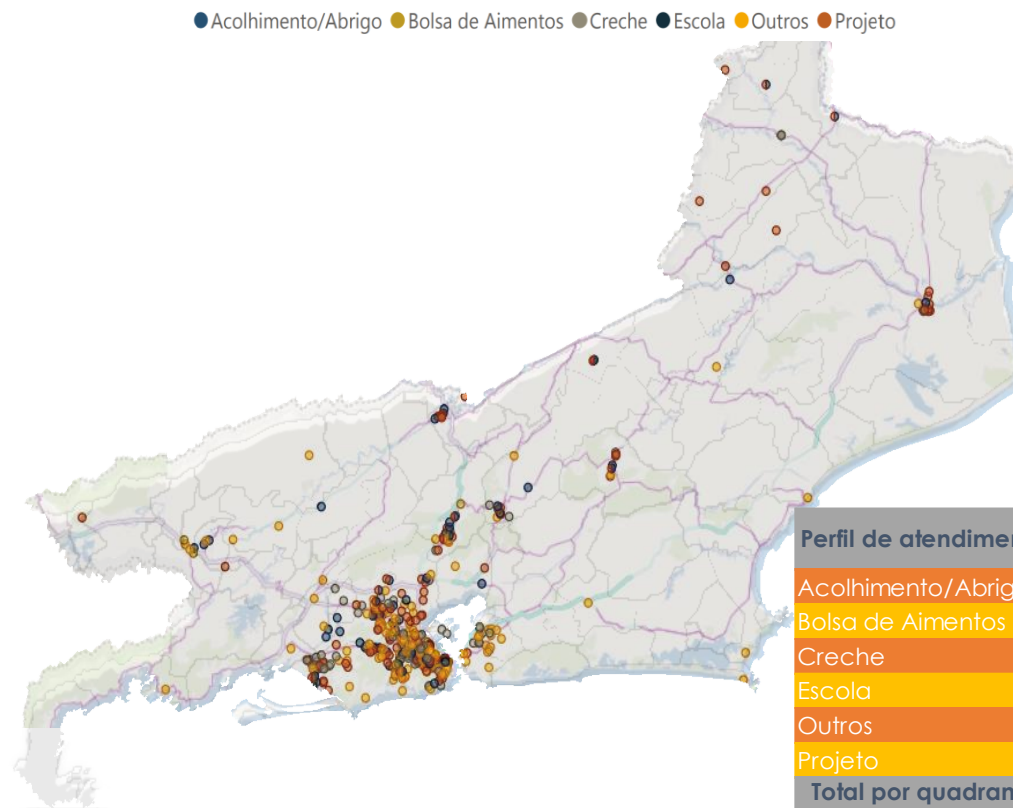 Acolhimento/Abrigo Bolsa de Aimentos Creche Escola Outros Projeto
Perfil de atendimen
Acolhimento/Abrig
Bolsa de Aimentos
Creche
Escola
Outros
Projeto
Total por quadran